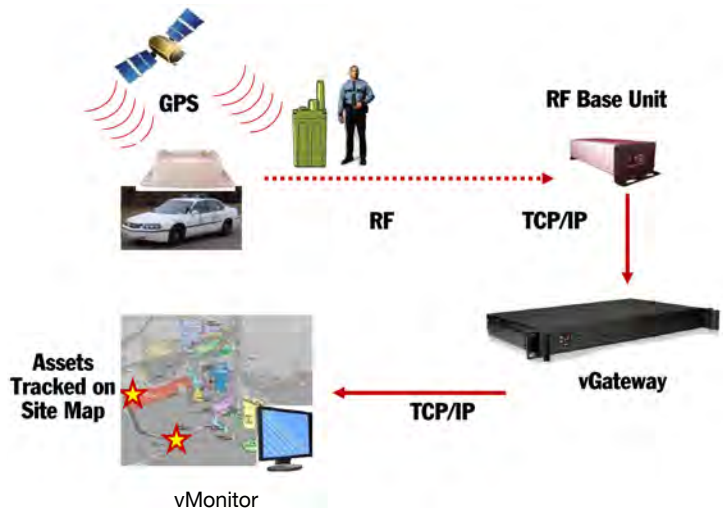 GPS
RF Base Unit
RF
TCP/IP
Assets
Tracked on
Site Map
vGateway
TCP/IP
vMonitor